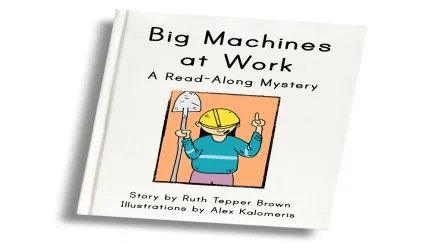 Big Machines
at Work
A Read-Along Mystery
Story by Ruth Tepper Brown
Illustrations by Alex Kalomeris